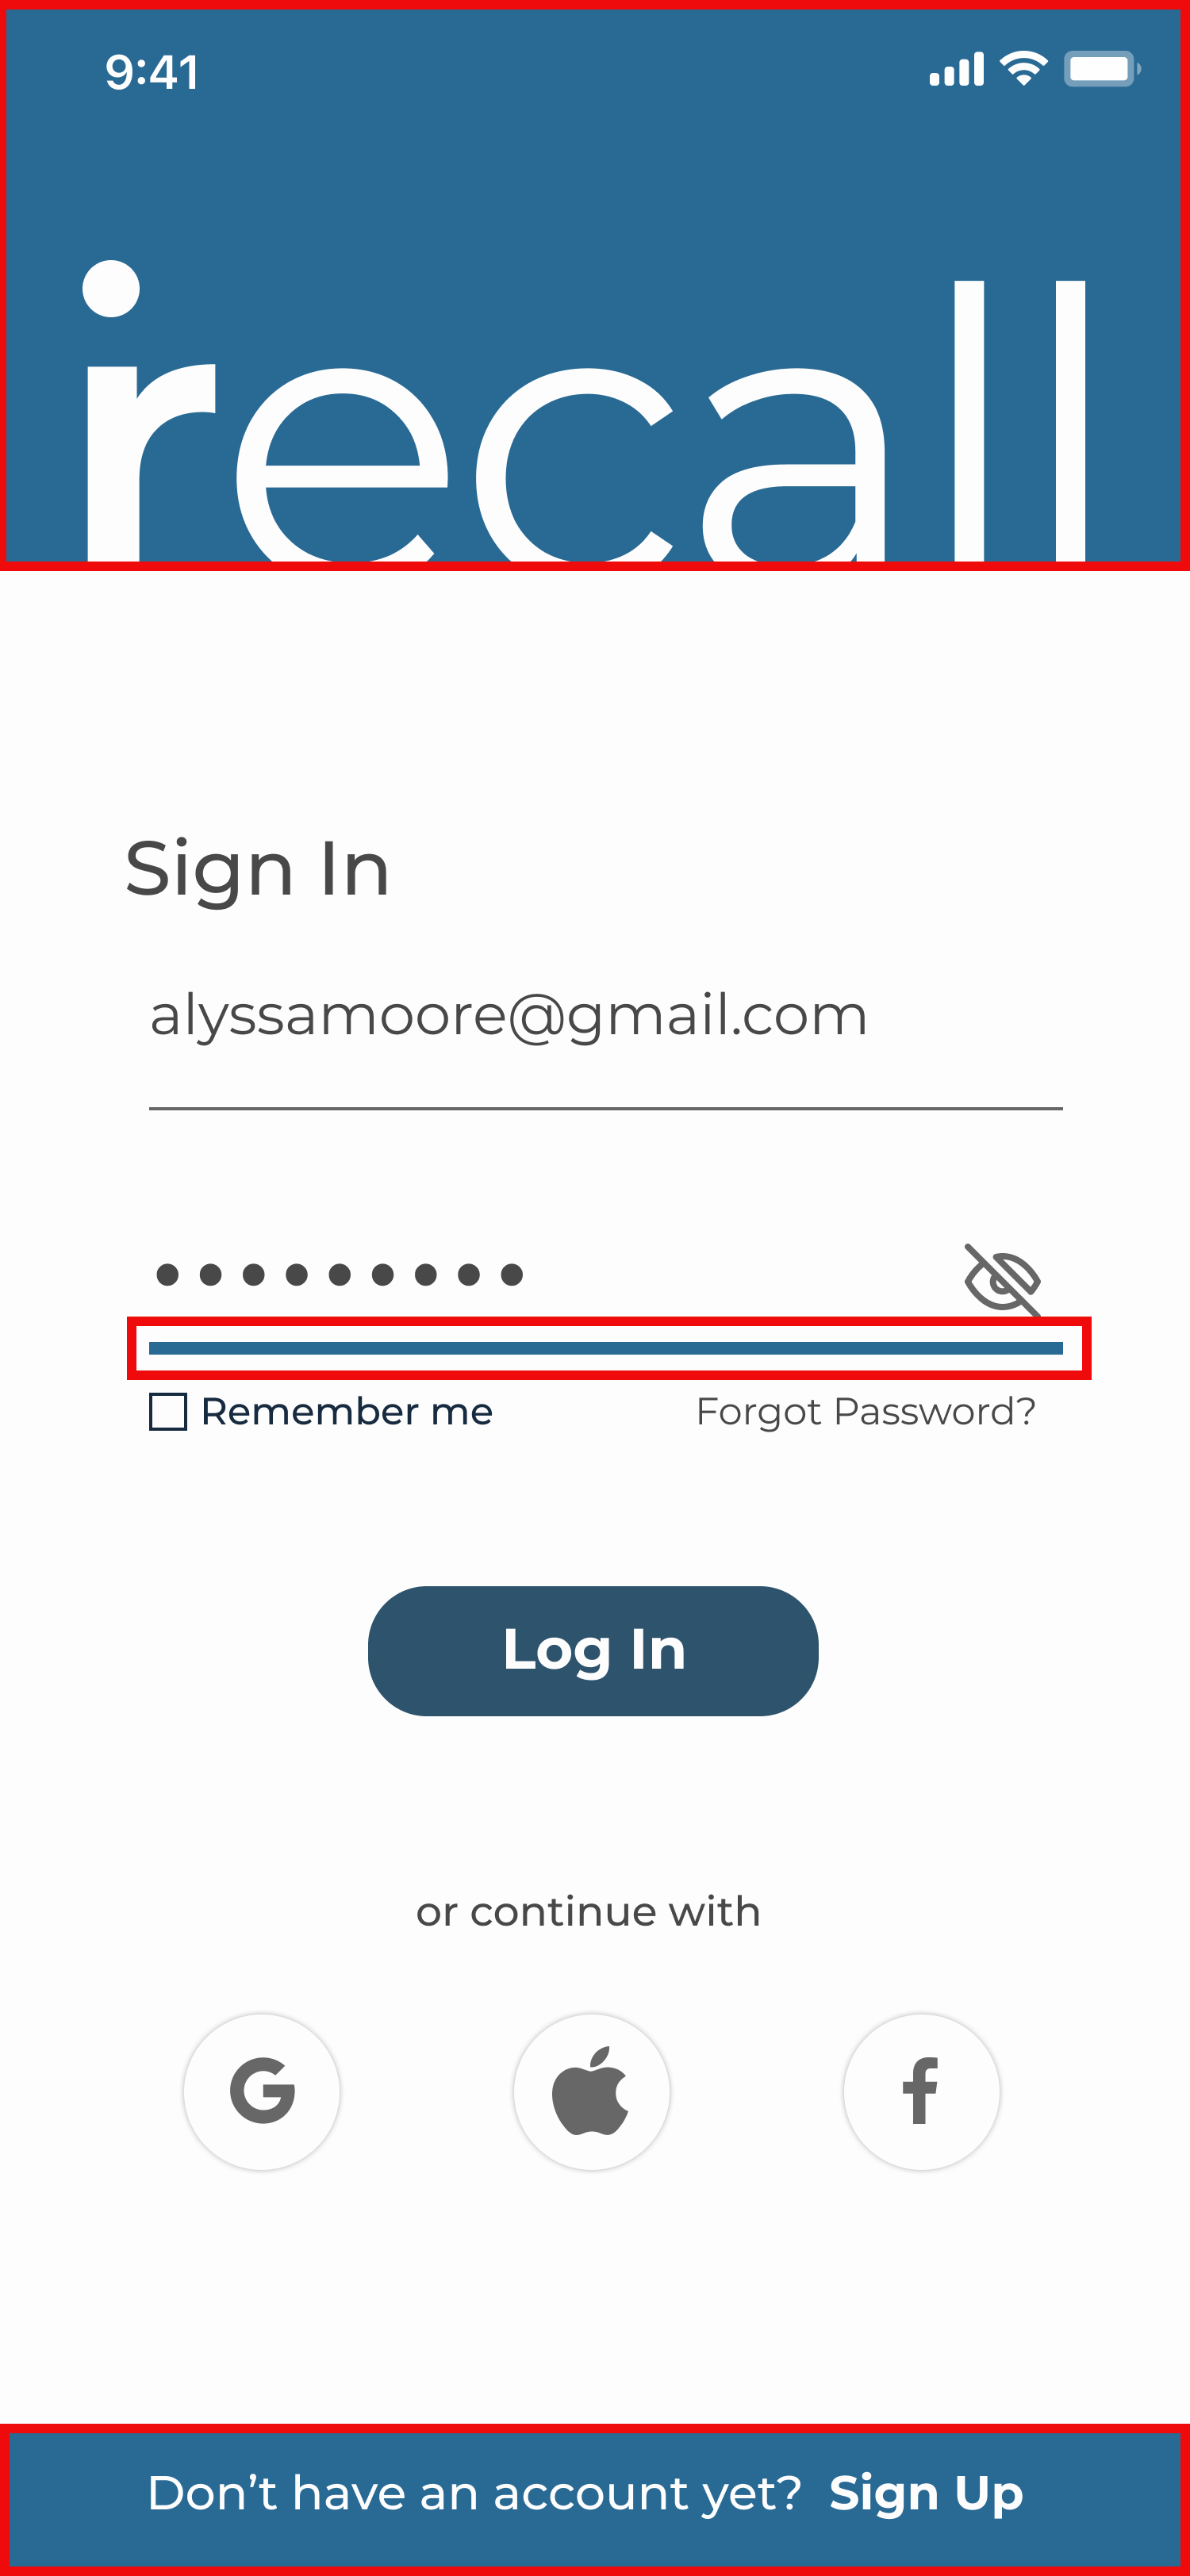 9:41
recall
Sign In
alyssamoore@gmail.com
•••••••••
Remember me
Forgot Password?
Log In
or continue with
Don’t have an account yet? Sign Up